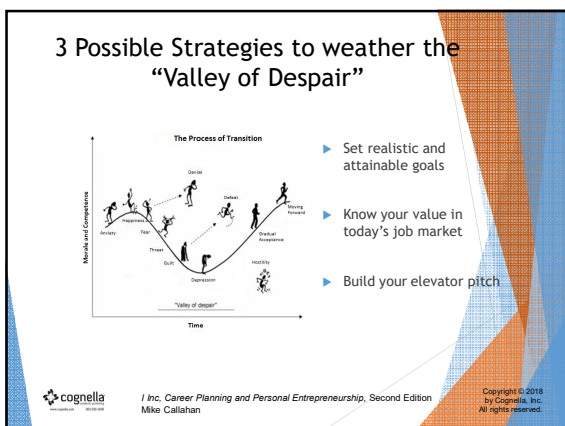 3 Possible Strategies to weather the
“Valley of Despair”
The Process of Transition
Morale and Competence
Anxiety
Happiness
Fear
Threat
Guilt
Depression
Denial
Defeat
Hostility
Gradual
Acceptance
Moving
Forward
"Valley of despair"
Time
Set realistic and
attainable goals
Know your value in
today’s job market
Build your elevator pitch
cognella
I Inc, Career Planning and Personal Entrepreneurship, Second Edition
Mike Callahan
Copyright © 2018
by Cognella, Inc.
All rights reserved.